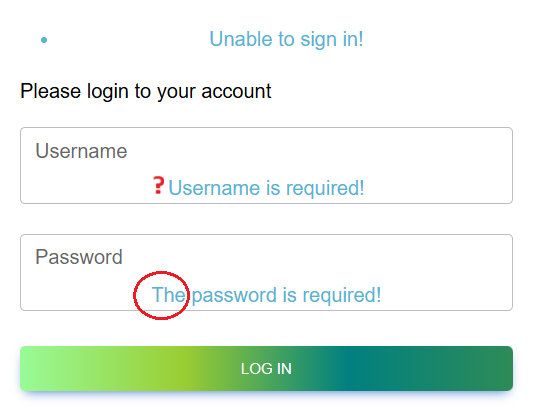 Unable to sign in!
Please login to your account
Username
❓Username is required!
Password
The password is required!
LOG IN